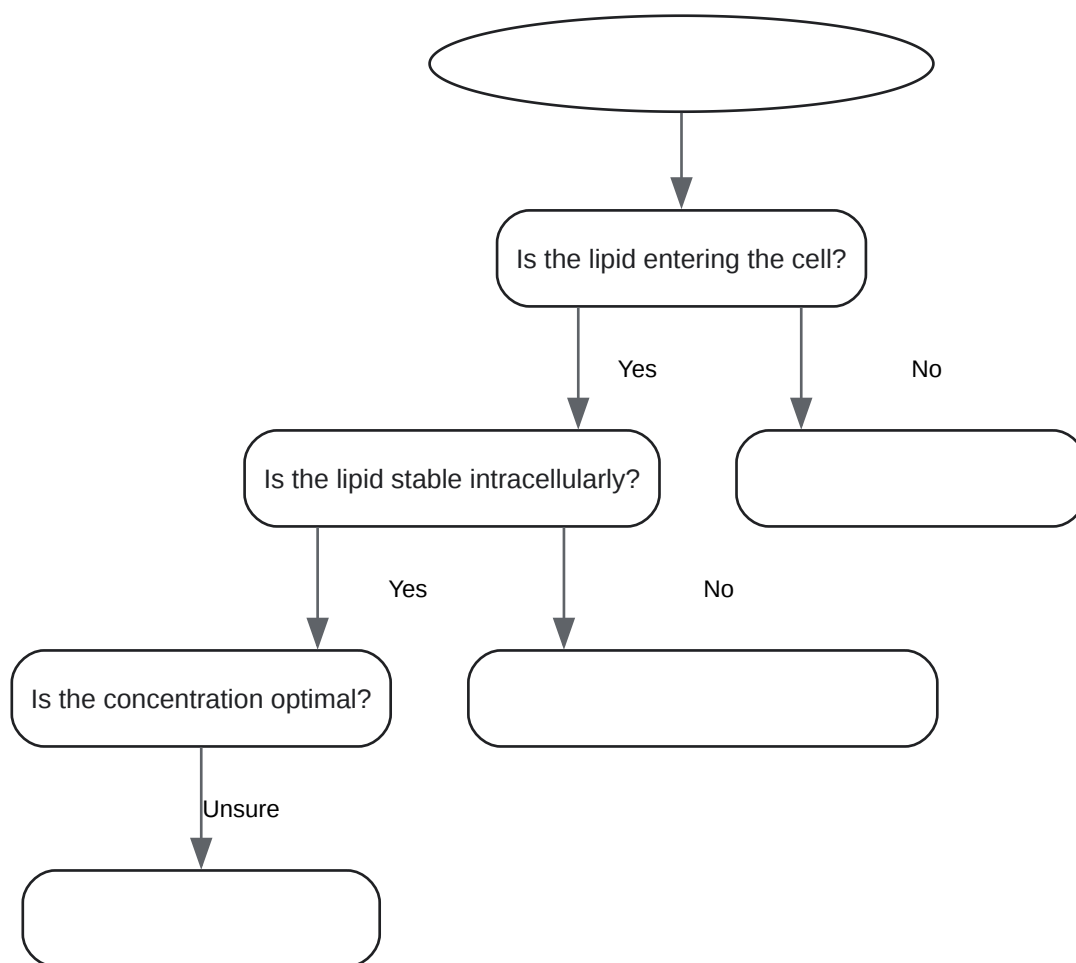 Is the lipid entering the cell?
Yes
No
Is the lipid stable intracellularly?
Yes
No
Is the concentration optimal?
Unsure